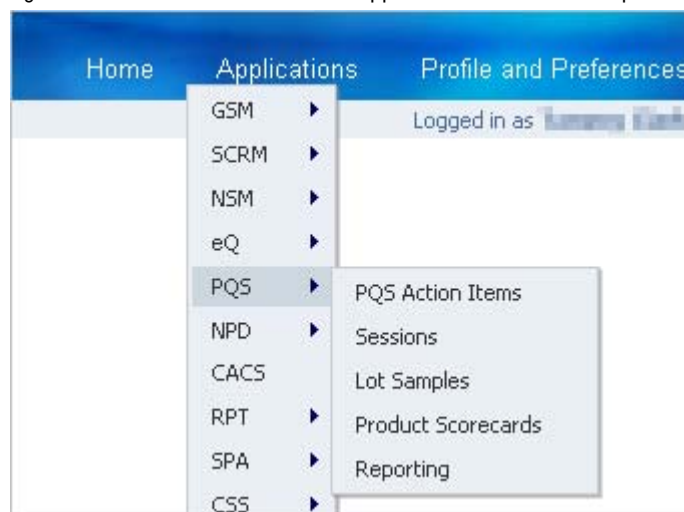 Home Applications Profile and Preferences
Logged in as
GSM
SCRM
NSM
eQ
PQS
PQS Action Items
NPD
Sessions
CACS
Lot Samples
RPT
Product Scorecards
SPA
Reporting
CSS